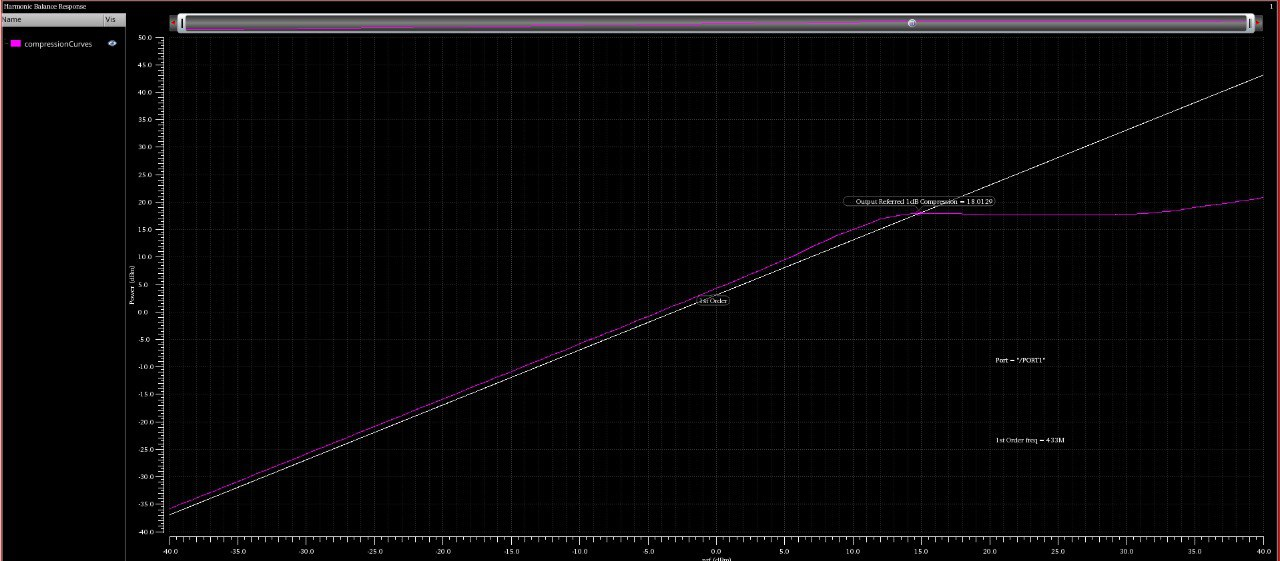 Harmonic Balance Response
1
Name Vis
compressionCurves
50.0
45.0
40.0
35.0
30.0
25.0
20.0
15.0
10.0
5.0
0.0
-5.0
-10.0
-15.0
-20.0
-25.0
-30.0
-35.0
-40.0
Power (dBm)
Output Referred 1dB Compression = 18.0129
1st Order
Port = "/PORT1"
1st Order freq = 433M
-40.0 -35.0 -30.0 -25.0 -20.0 -15.0 -10.0 -5.0 0.0 5.0 10.0 15.0 20.0 25.0 30.0 35.0 40.0